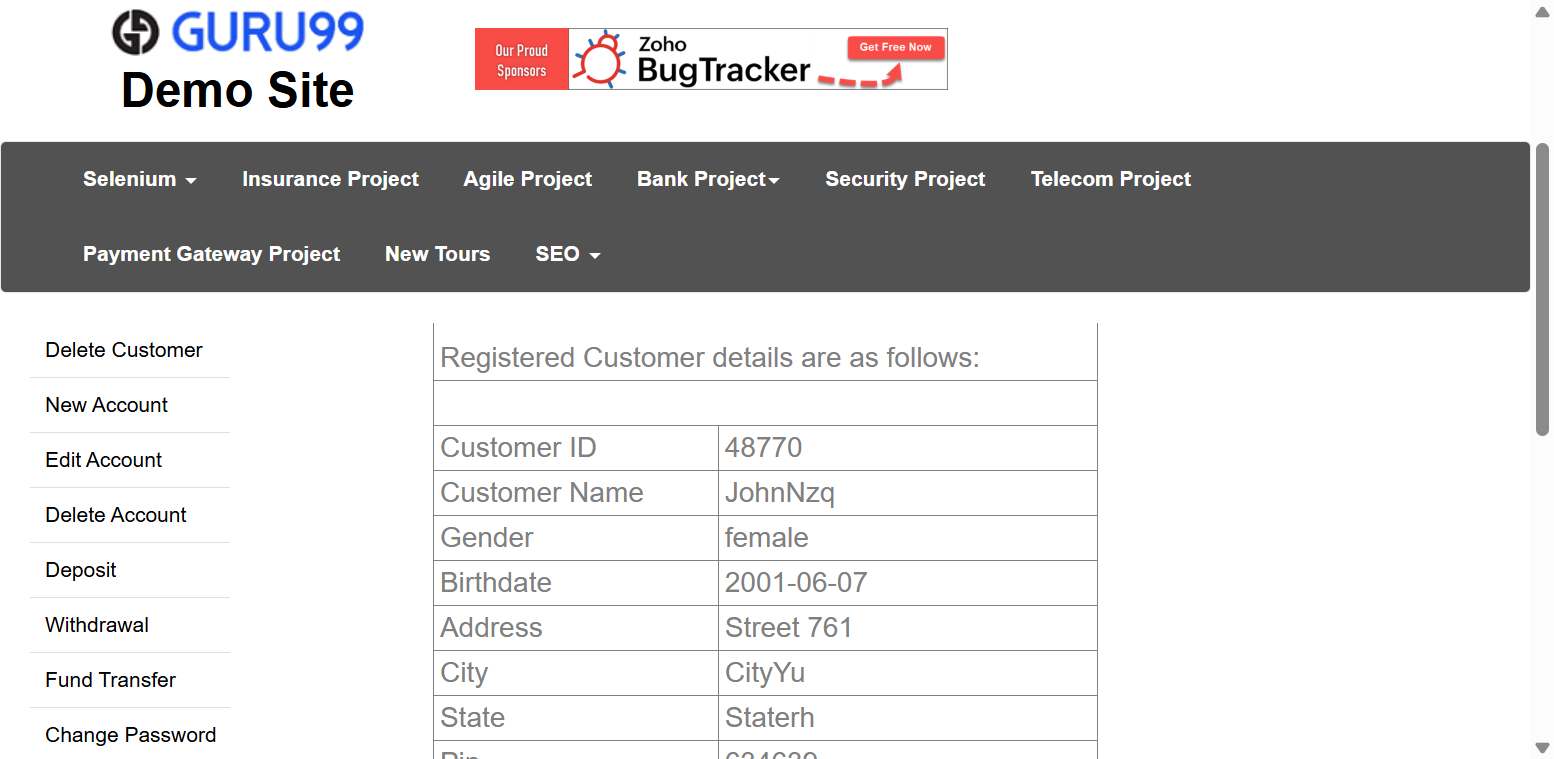 GURU99
Demo Site
Our Proud
Sponsors
Zoho
BugTracker
Get Free Now
Selenium
Insurance Project
Agile Project
Bank Project
Security Project
Telecom Project
Payment Gateway Project
New Tours
SEO
Delete Customer
New Account
Edit Account
Delete Account
Deposit
Withdrawal
Fund Transfer
Change Password
Registered Customer details are as follows:
Customer ID 48770
Customer Name JohnNzq
Gender female
Birthdate 2001-06-07
Address Street 761
City CityYu
State Staterh